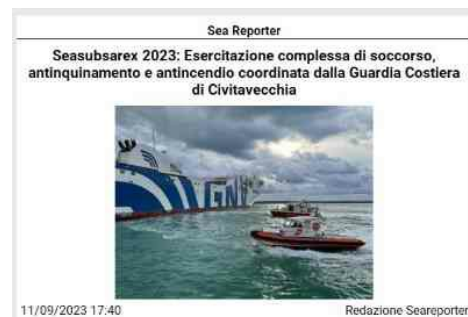 Sea Reporter
Seasubsarex 2023: Esercitazione complessa di soccorso,
antinquinamento e antincendio coordinata dalla Guardia Costiera
di Civitavecchia
GNV
11/09/2023 17:40
Redazione Seareporter